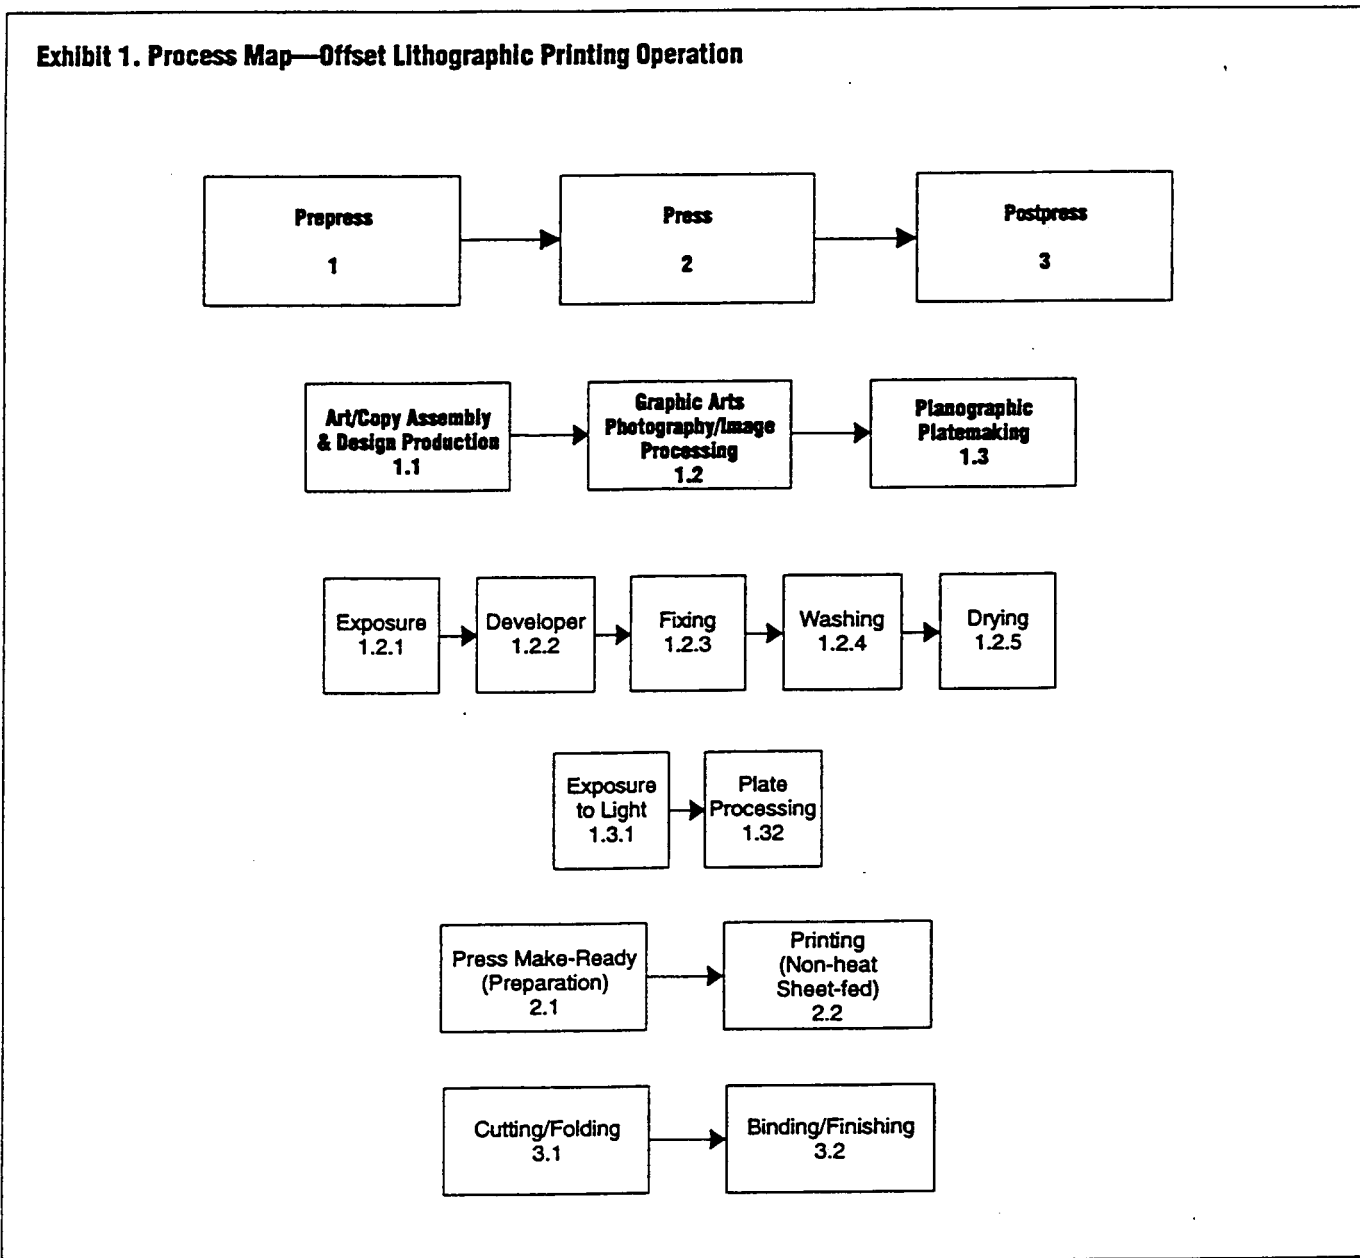 Exhibit 1. Process Map—Offset Lithographic Printing Operation
Prepress
1
Press
2
Postpress
3
Art/Copy Assembly
& Design Production
1.1
Graphic Arts
Photography/Image
Processing
1.2
Planographic
Platemaking
1.3
Exposure
1.2.1
Developer
1.2.2
Fixing
1.2.3
Washing
1.2.4
Drying
1.2.5
Exposure
to Light
1.3.1
Plate
Processing
1.32
Press Make-Ready
(Preparation)
2.1
Printing
(Non-heat
Sheet-fed)
2.2
Cutting/Folding
3.1
Binding/Finishing
3.2